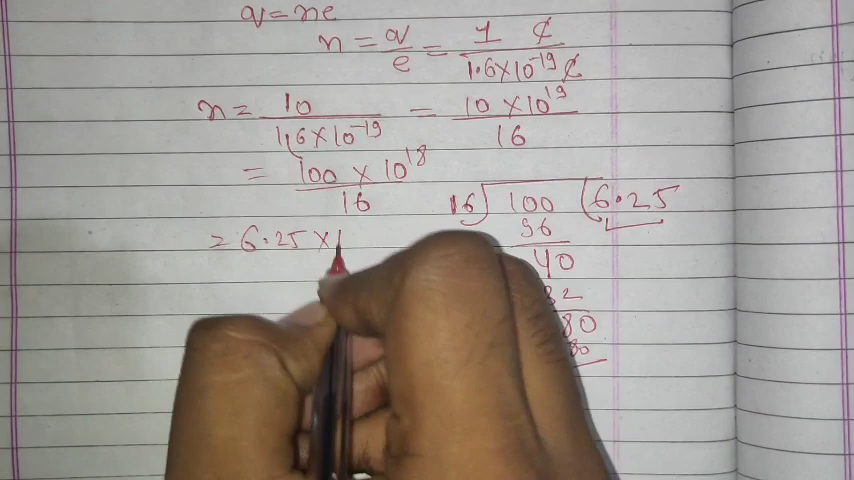 q = ne
n = q/e = 1 C/1.6×10⁻¹⁹ C
n = 10/1.6×10⁻¹⁹ = 10×10¹⁹/16
= 100×10¹⁸/16
16)100(6.25
96
40
32
80
80
= 6.25×1